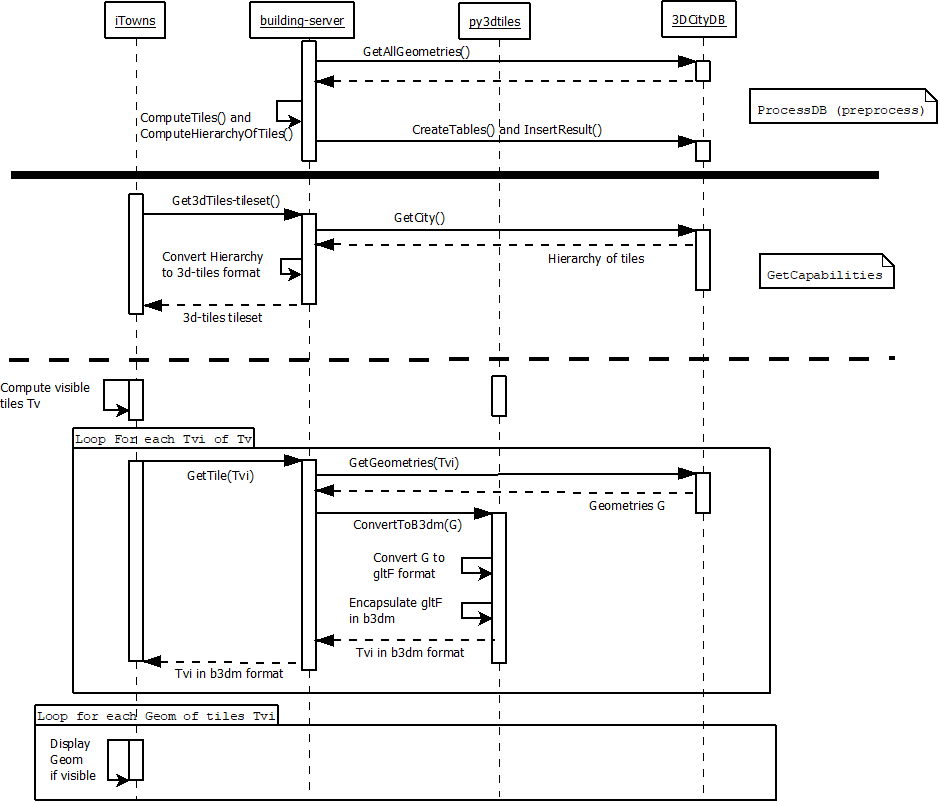 iTowns
building-server
py3dtiles
3DCityDB
GetAllGeometries()
ProcessDB (preprocess)
ComputeTiles() and
ComputeHierarchyOfTiles()
CreateTables() and InsertResult()
Get3dTiles-tileset()
GetCity()
Hierarchy of tiles
Convert Hierarchy
to 3d-tiles format
GetCapabilities
3d-tiles tileset
Compute visible
tiles Tv
Loop For each Tvi of Tv
GetTile(Tvi)
GetGeometries(Tvi)
Geometries G
ConvertToB3dm(G)
Convert G to
gltF format
Encapsulate gltF
in b3dm
Tvi in b3dm format
Tvi in b3dm format
Loop for each Geom of tiles Tvi
Display
Geom
if visible